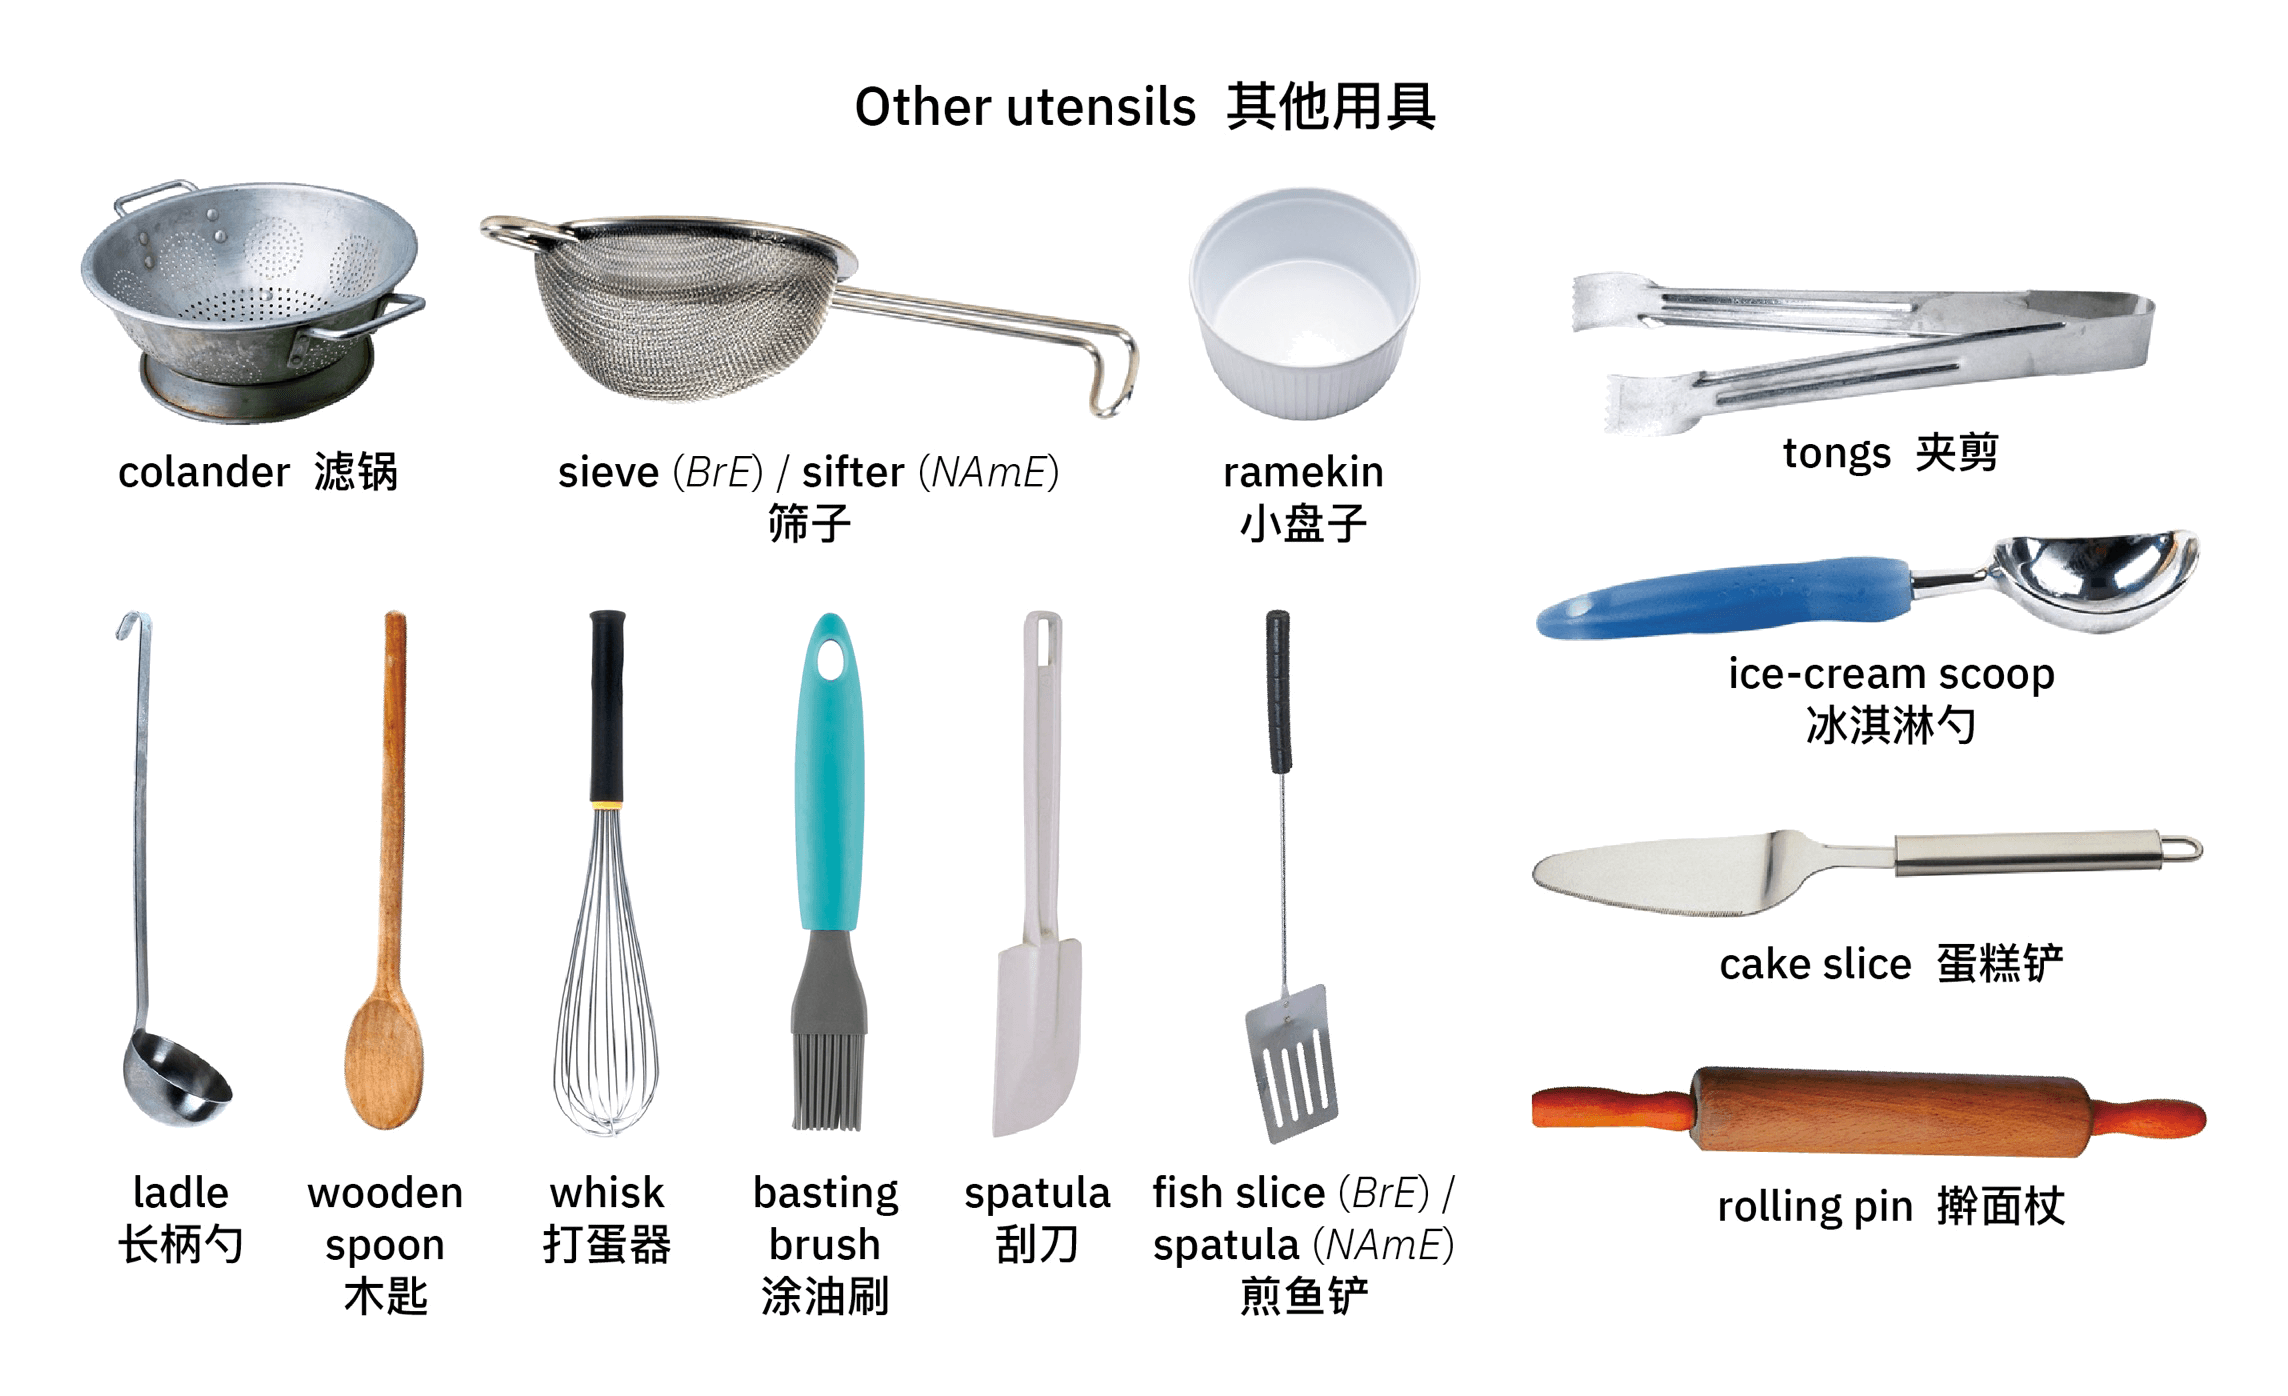 Other utensils 其他用具
colander 滤锅
sieve (BrE) / sifter (NAmE)
筛子
ramekin
小盘子
tongs 夹剪
ice-cream scoop
冰淇淋勺
cake slice 蛋糕铲
rolling pin 擀面杖
ladle
长柄勺
wooden
spoon
木匙
whisk
打蛋器
basting
brush
涂油刷
spatula
刮刀
fish slice (BrE) /
spatula (NAmE)
煎鱼铲